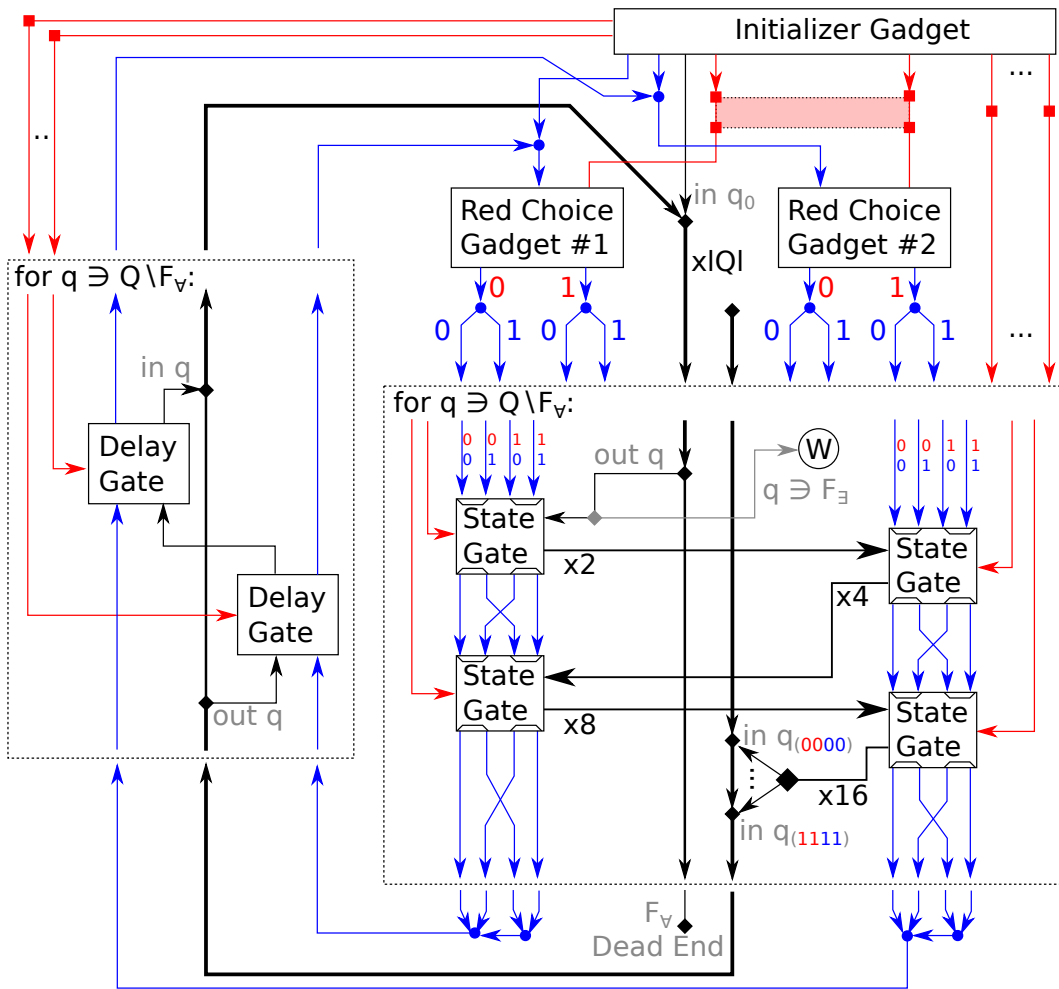 Initializer Gadget
...
..
in q₀
Red Choice
Gadget #1
Red Choice
Gadget #2
x|Q|
for q ∋ Q\F∀:
0
1
0
1
0 1 0 1
0 1 0 1
...
in q
for q ∋ Q\F∀:
Delay
Gate
0 0 1 1
0 1 0 1
out q
W
q ∋ F∃
0 0 1 1
0 1 0 1
State
Gate
State
Gate
x2
x4
Delay
Gate
State
Gate
State
Gate
out q
x8
in q(0000)
...
x16
in q(1111)
F∀
Dead End